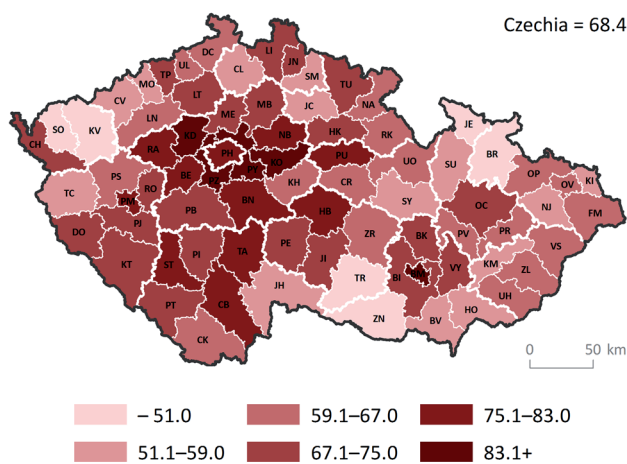 Czechia = 68.4
DC
LI
UL
TP
JN
CL
SM
MO
LT
TU
CV
MB
JC
NA
JE
SO
KV
LN
ME
CH
RA
KD
NB
HK
RK
BR
PH
PU
KO
UO
SU
PY
OP
TC
PS
BE
PZ
KH
CR
OV
KI
RO
PM
BN
SY
OC
NJ
PB
HB
FM
DO
PJ
ZR
BK
PV
PR
VS
KT
ST
PI
TA
PE
JI
KM
ZL
TR
BI
BM
VY
JH
UH
PT
CB
HO
ZN
BV
CK
0 50 km
– 51.0
59.1–67.0
75.1–83.0
51.1–59.0
67.1–75.0
83.1+